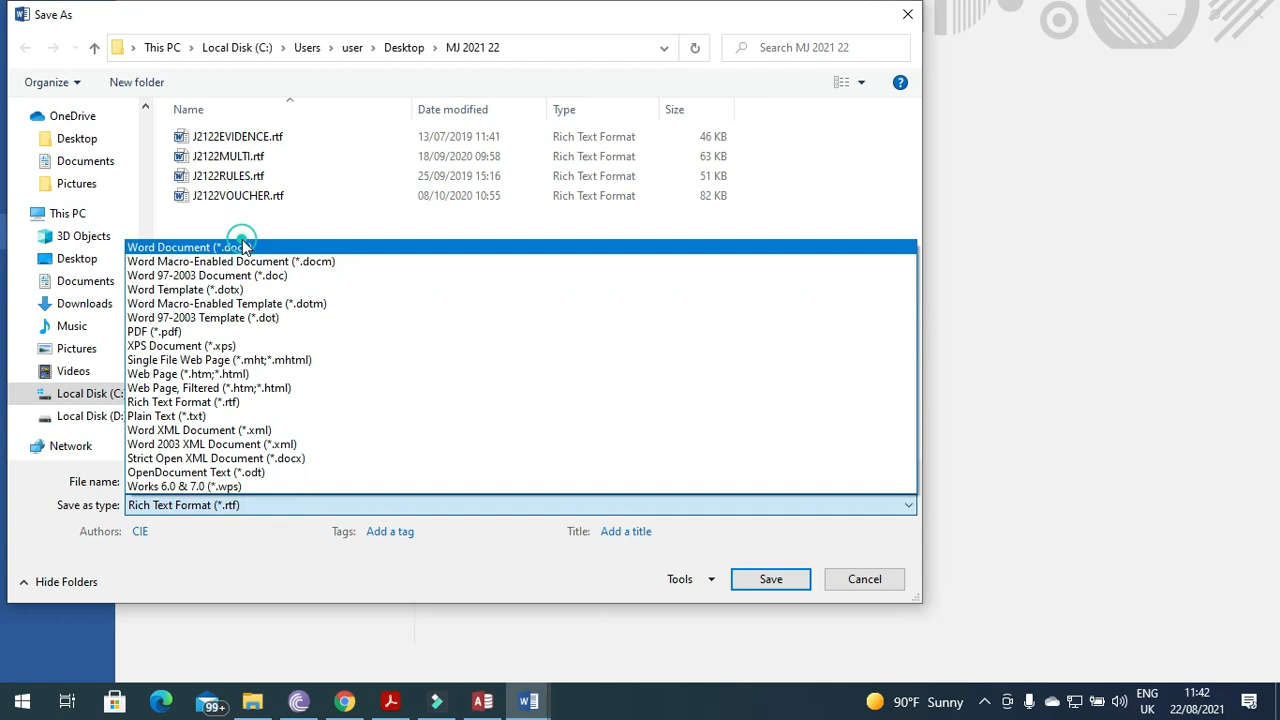 Save As
This PC Local Disk (C:) Users user Desktop MJ 2021 22
Search MJ 2021 22
Organize New folder
Name Date modified Type Size
OneDrive
Desktop
Documents
Pictures
This PC
3D Objects
Desktop
Documents
Downloads
Music
Pictures
Videos
Local Disk (C:
Local Disk (D:
Network
J2122EVIDENCE.rtf 13/07/2019 11:41 Rich Text Format 46 KB
J2122MULTI.rtf 18/09/2020 09:58 Rich Text Format 63 KB
J2122RULES.rtf 25/09/2019 15:16 Rich Text Format 51 KB
J2122VOUCHER.rtf 08/10/2020 10:55 Rich Text Format 82 KB
Word Document (*.docx)
Word Macro-Enabled Document (*.docm)
Word 97-2003 Document (*.doc)
Word Template (*.dotx)
Word Macro-Enabled Template (*.dotm)
Word 97-2003 Template (*.dot)
PDF (*.pdf)
XPS Document (*.xps)
Single File Web Page (*.mht;*.mhtml)
Web Page (*.htm;*.html)
Web Page, Filtered (*.htm;*.html)
Rich Text Format (*.rtf)
Plain Text (*.txt)
Word XML Document (*.xml)
Word 2003 XML Document (*.xml)
Strict Open XML Document (*.docx)
OpenDocument Text (*.odt)
Works 6.0 & 7.0 (*.wps)
File name:
Save as type: Rich Text Format (*.rtf)
Authors: CIE Tags: Add a tag Title: Add a title
Hide Folders
Tools Save Cancel
99+
90°F Sunny
ENG
UK
11:42
22/08/2021